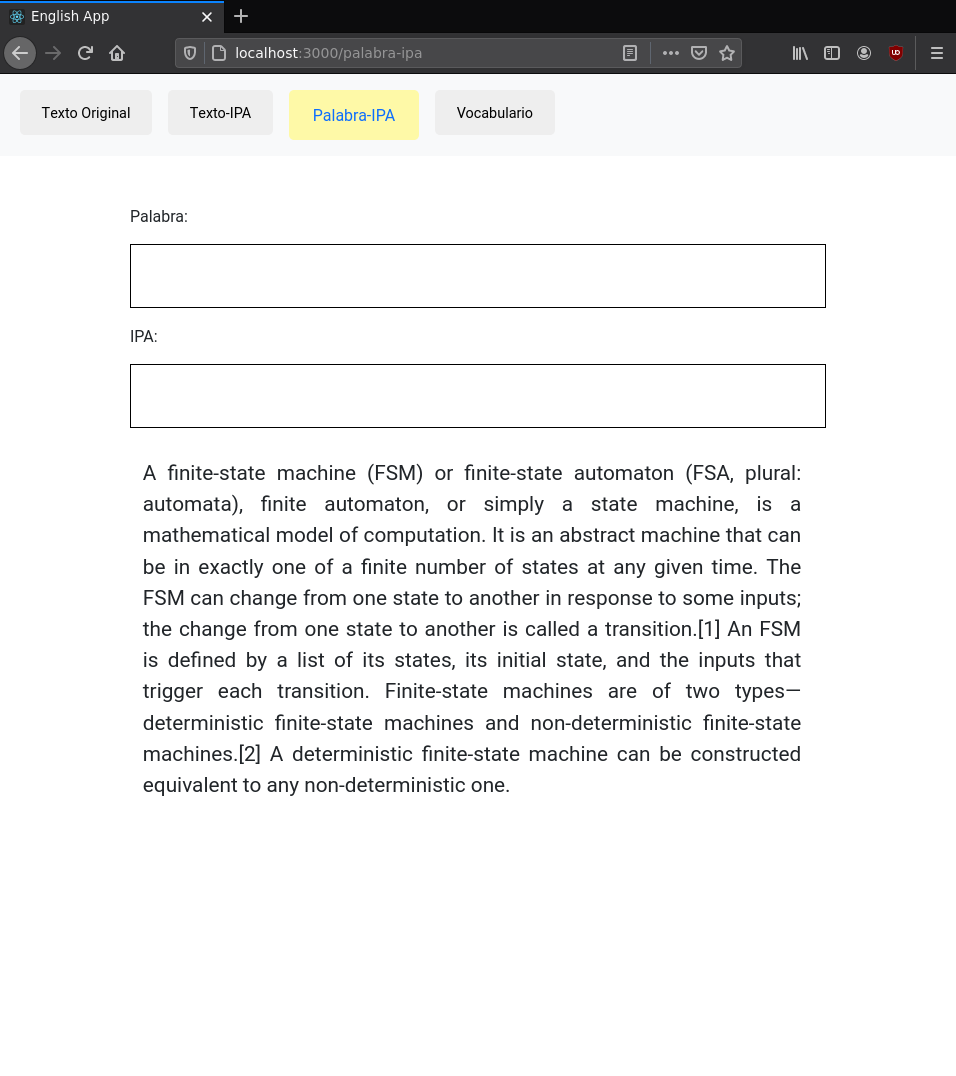 English App
localhost:3000/palabra-ipa
Texto Original
Texto-IPA
Palabra-IPA
Vocabulario
Palabra:
IPA:
A finite-state machine (FSM) or finite-state automaton (FSA, plural:
automata), finite automaton, or simply a state machine, is a
mathematical model of computation. It is an abstract machine that can
be in exactly one of a finite number of states at any given time. The
FSM can change from one state to another in response to some inputs;
the change from one state to another is called a transition.[1] An FSM
is defined by a list of its states, its initial state, and the inputs that
trigger each transition. Finite-state machines are of two types—
deterministic finite-state machines and non-deterministic finite-state
machines.[2] A deterministic finite-state machine can be constructed
equivalent to any non-deterministic one.